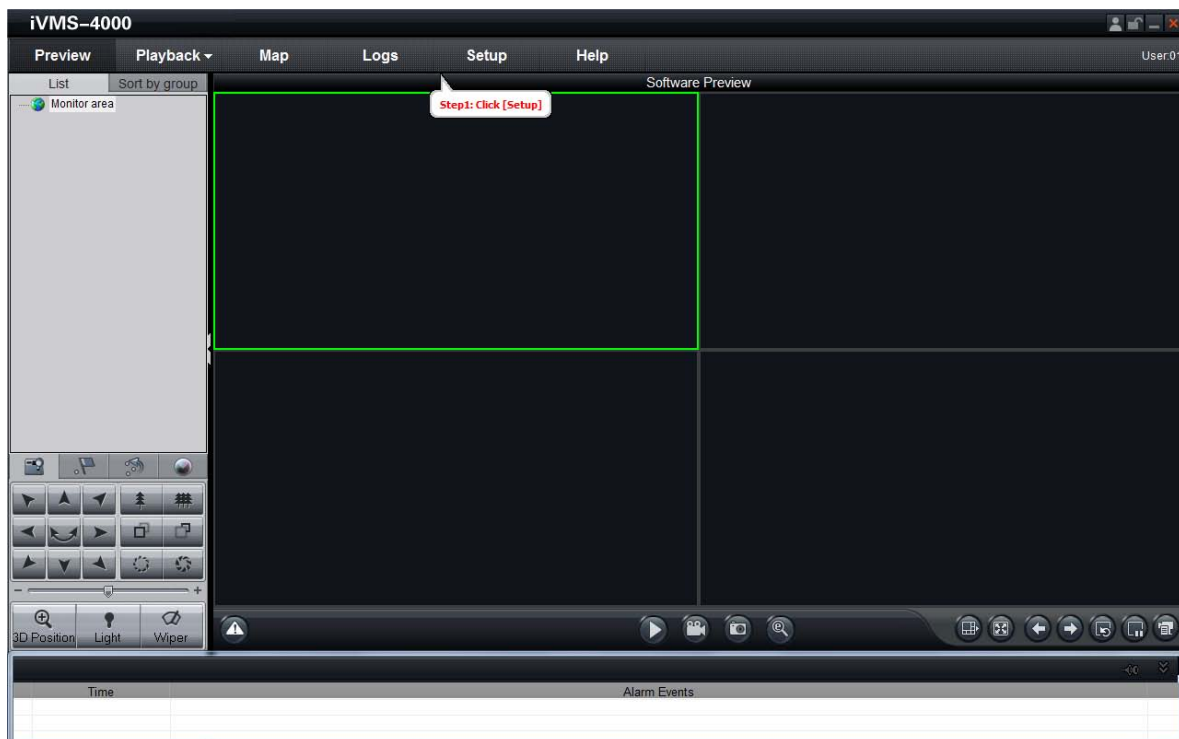 iVMS-4000
Preview Playback Map Logs Setup Help User:01
List Sort by group Software Preview
Monitor area
Step1: Click [Setup]
3D Position Light Wiper
Time Alarm Events